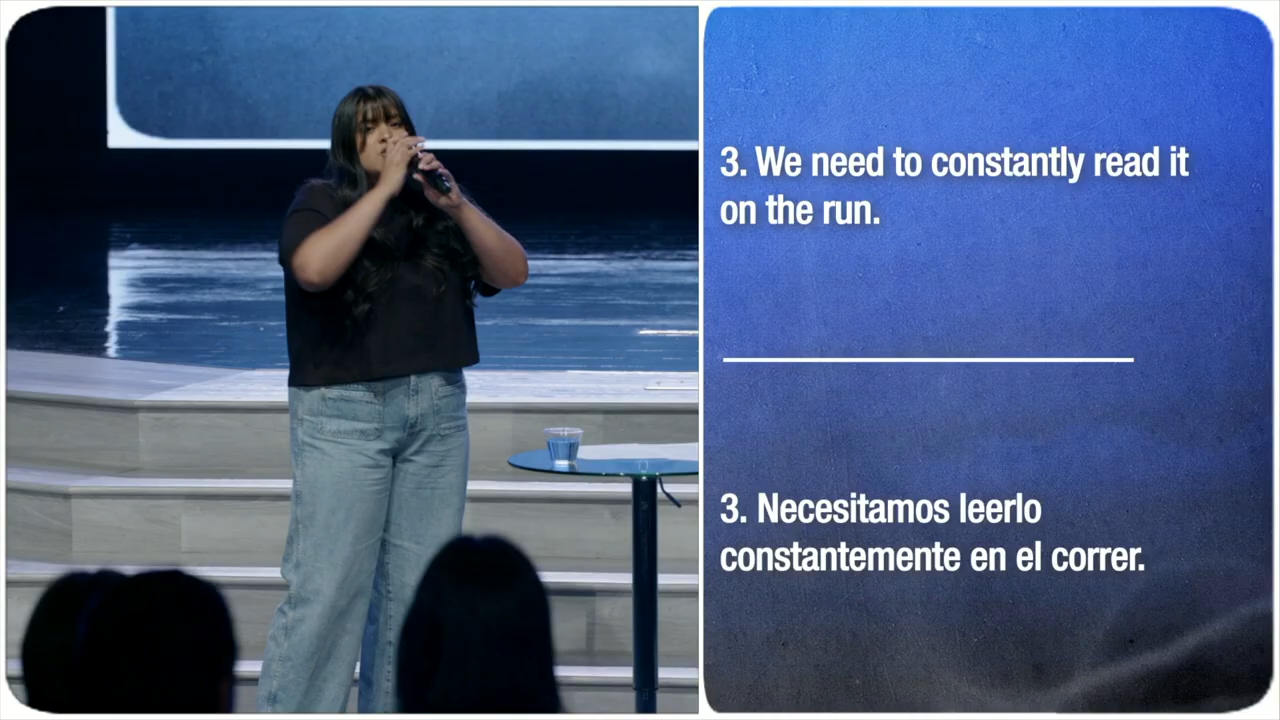 3. We need to constantly read it
on the run.
3. Necesitamos leerlo
constantemente en el correr.